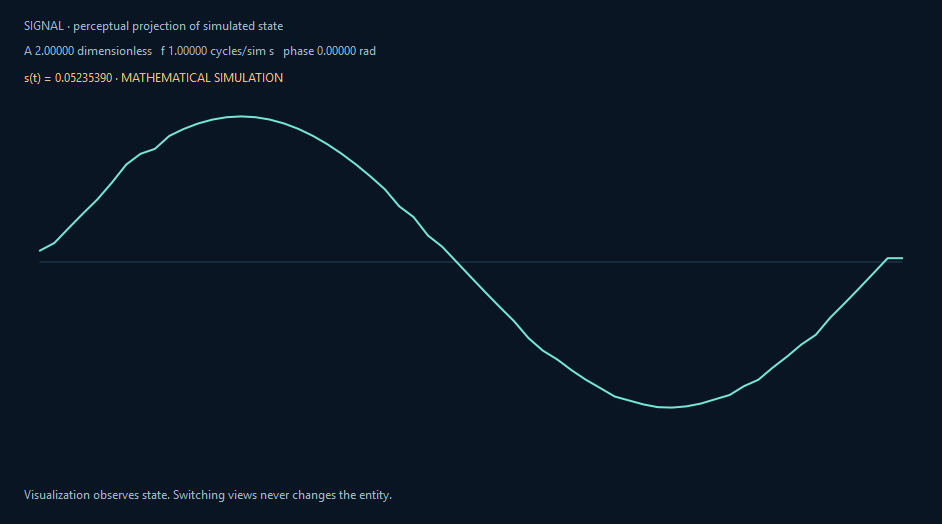 SIGNAL · perceptual projection of simulated state
A 2.00000 dimensionless f 1.00000 cycles/sim s phase 0.00000 rad
s(t) = 0.05235390 · MATHEMATICAL SIMULATION
Visualization observes state. Switching views never changes the entity.